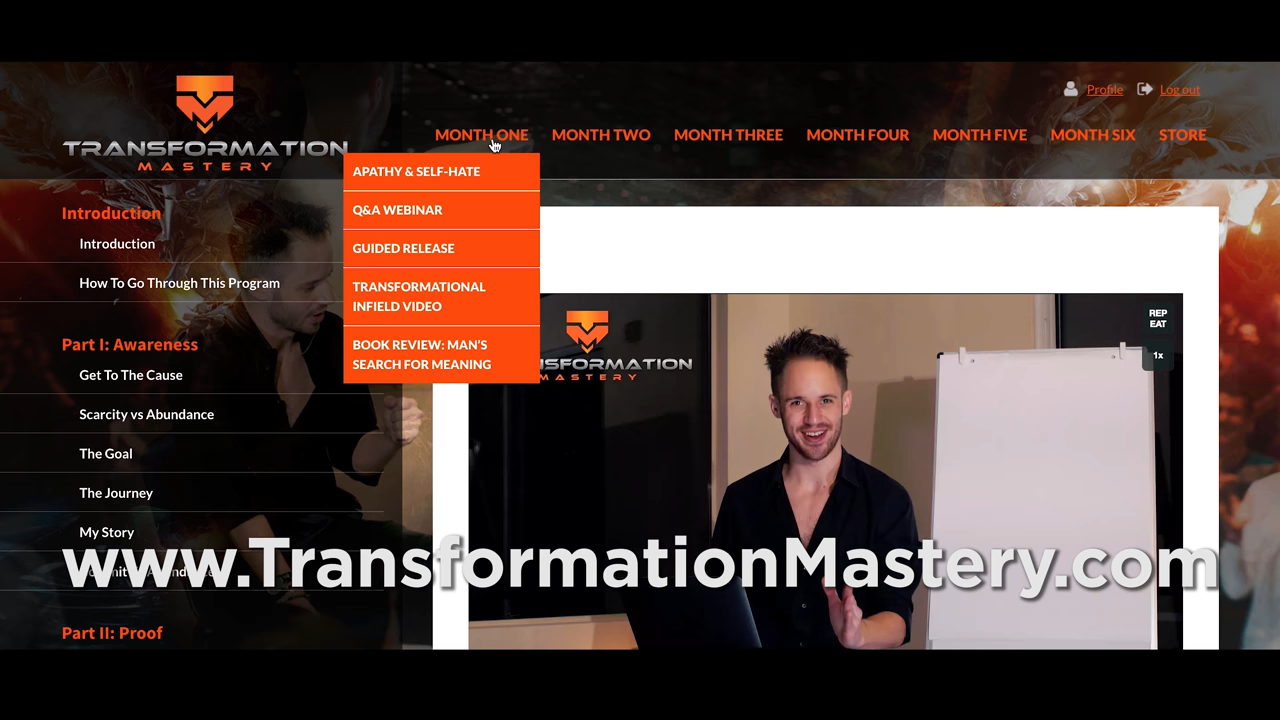 TRANSFORMATION
MASTERY
Profile
Log out
MONTH ONE
MONTH TWO
MONTH THREE
MONTH FOUR
MONTH FIVE
MONTH SIX
STORE
APATHY & SELF-HATE
Q&A WEBINAR
GUIDED RELEASE
TRANSFORMATIONAL
INFIELD VIDEO
BOOK REVIEW: MAN'S
SEARCH FOR MEANING
Introduction
Introduction
How To Go Through This Program
Part I: Awareness
Get To The Cause
Scarcity vs Abundance
The Goal
The Journey
My Story
Part II: Proof
MASTERY
REP
EAT
1x
www.TransformationMastery.com